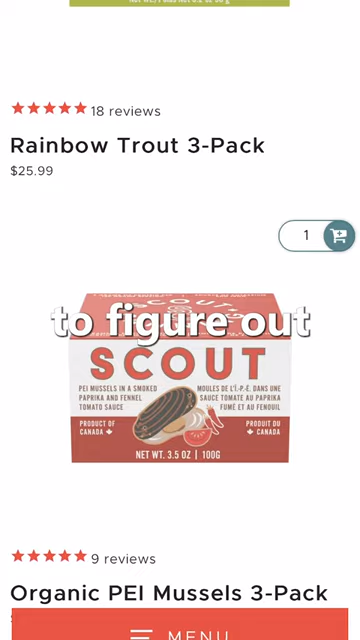 18 reviews
Rainbow Trout 3-Pack
$25.99
1
to figure out
SCOUT
PEI MUSSELS IN A SMOKED
PAPRIKA AND FENNEL
TOMATO SAUCE
MOULES DE L'Î.-P.-É. DANS UNE
SAUCE TOMATE AU PAPRIKA
FUMÉ ET AU FENOUIL
PRODUCT OF
CANADA
PRODUIT DU
CANADA
NET WT. 3.5 OZ | 100G
9 reviews
Organic PEI Mussels 3-Pack
MENU